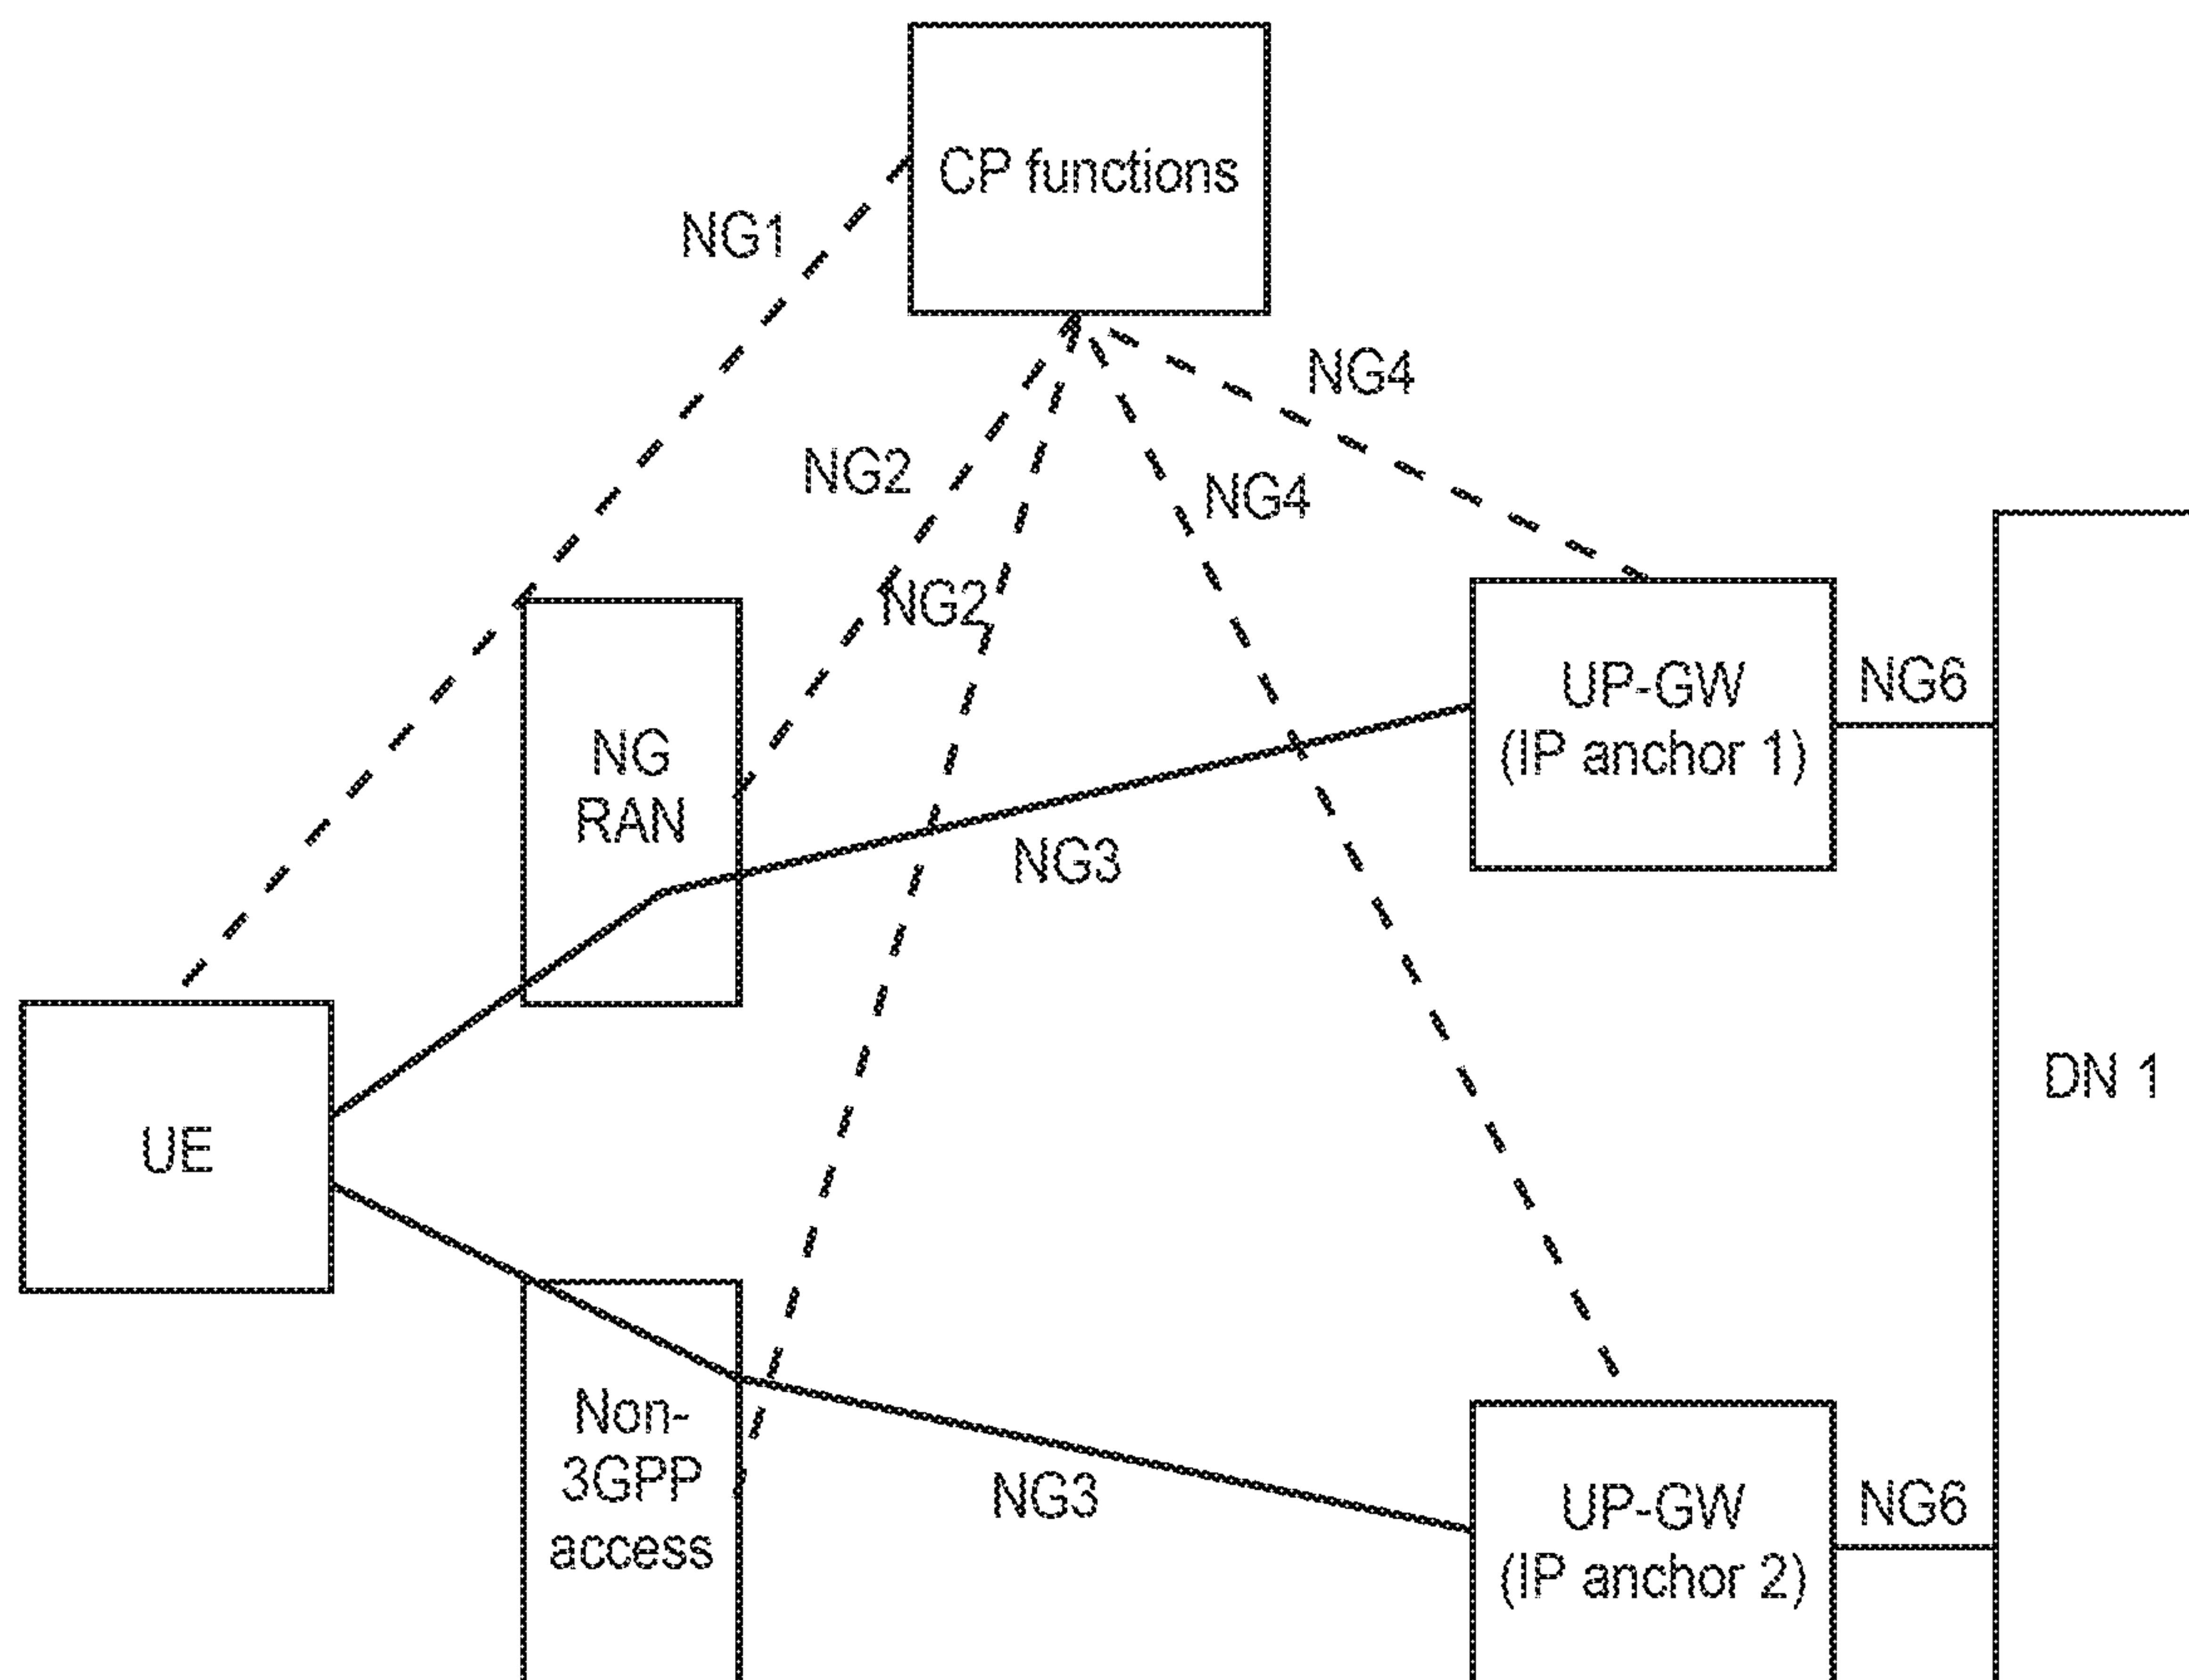 CP functions
NG1
NG4
NG2
NG4
NG2
UP-GW
(IP anchor 1)
NG6
NG
RAN
NG3
DN 1
UE
Non-
3GPP
access
NG3
UP-GW
(IP anchor 2)
NG6